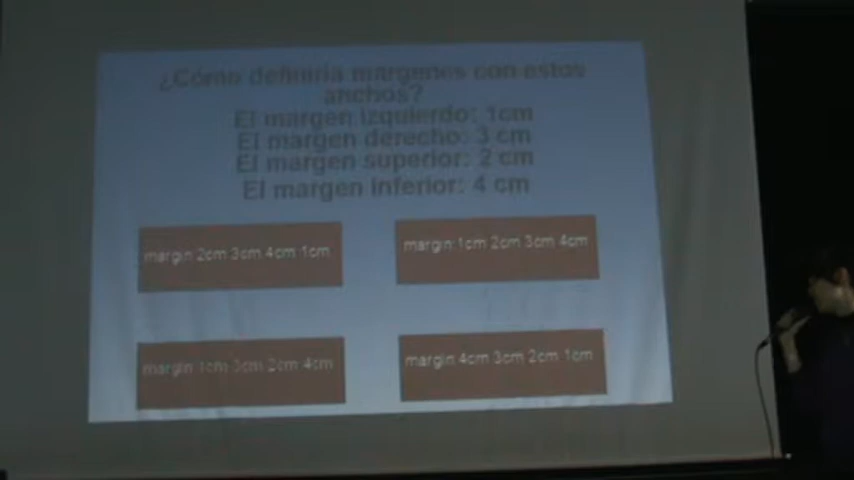 ¿Cómo definiría márgenes con estos
anchos?
El margen izquierdo: 1cm
El margen derecho: 3 cm
El margen superior: 2 cm
El margen inferior: 4 cm
margin:2cm 3cm 4cm 1cm
margin:1cm 2cm 3cm 4cm
margin:1cm 3cm 2cm 4cm
margin:4cm 3cm 2cm 1cm